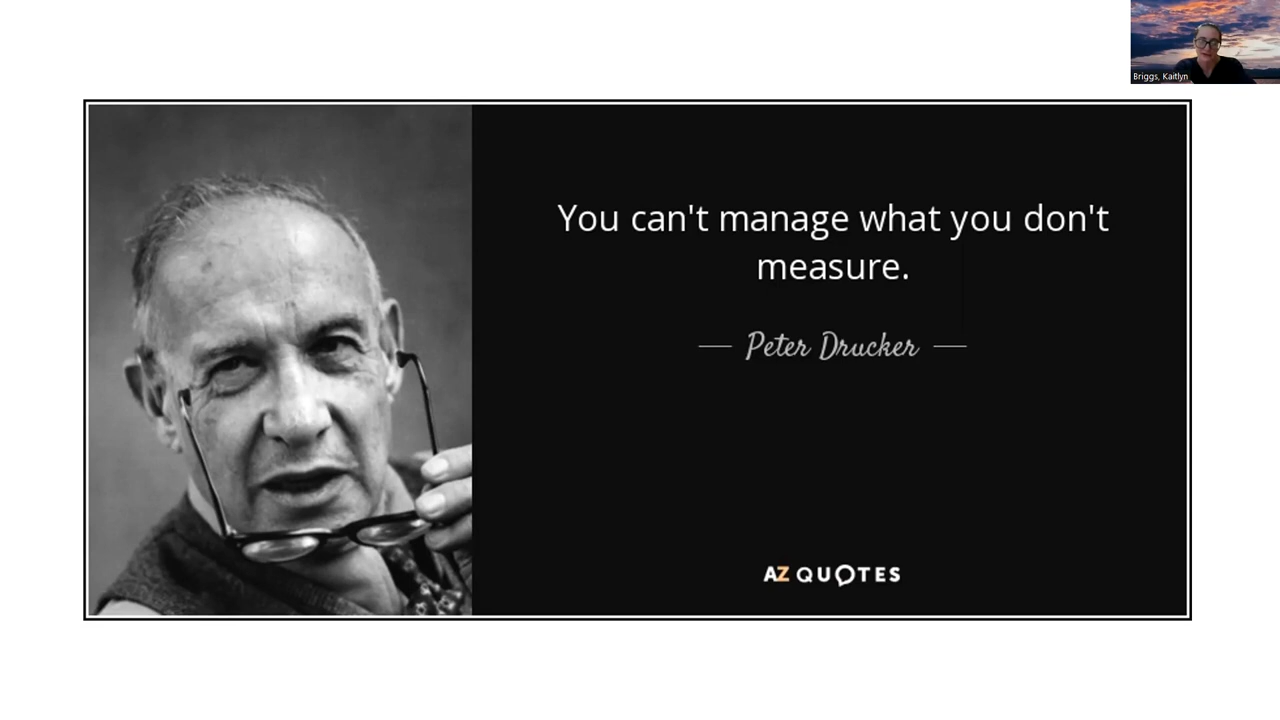 Briggs, Kaitlyn
You can't manage what you don't
measure.
Peter Drucker
AZ QUOTES